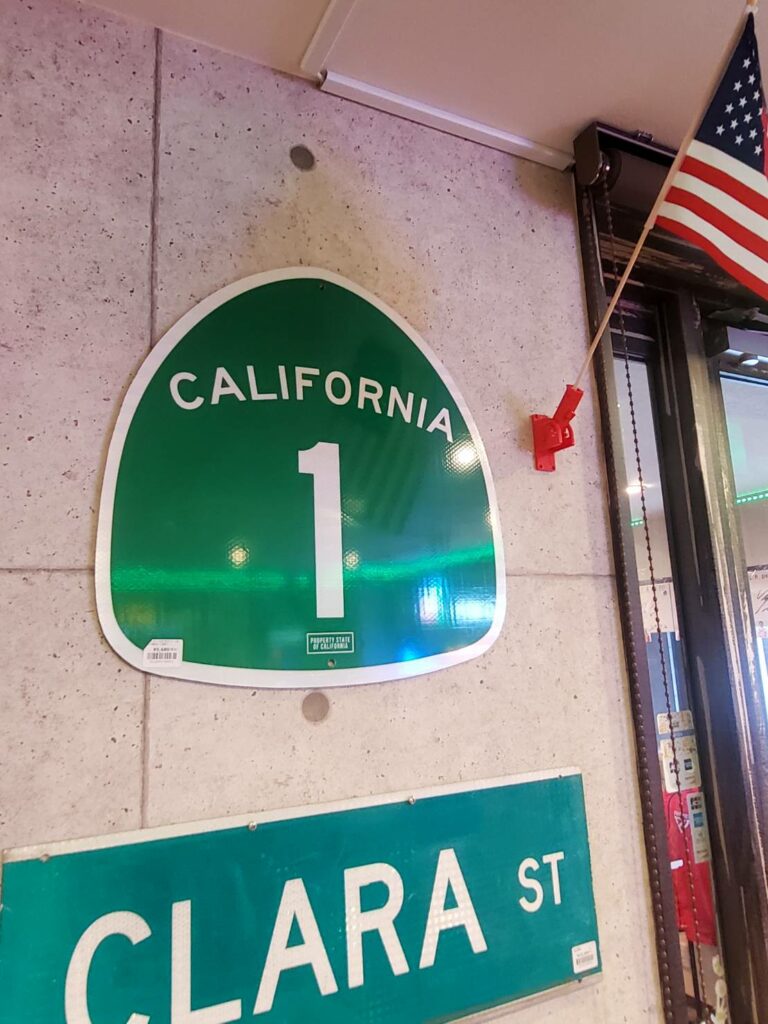 CALIFORNIA
1
PROPERTY STATE
OF CALIFORNIA
CLARA ST